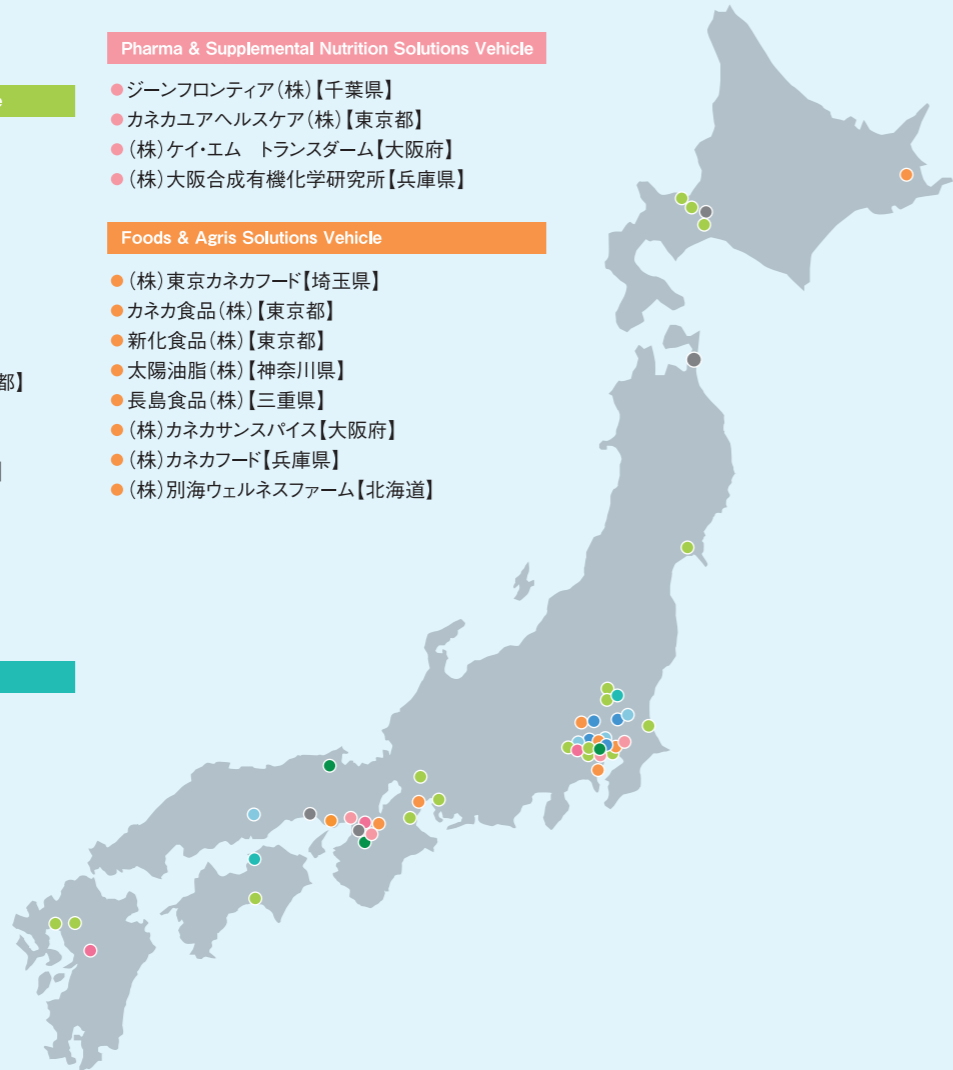 e
都】
】
Pharma & Supplemental Nutrition Solutions Vehicle
●ジーンフロンティア(株)【千葉県】
●カネカユアヘルスケア(株)【東京都】
●(株)ケイ・エム　トランスダーム【大阪府】
●(株)大阪合成有機化学研究所【兵庫県】
Foods & Agris Solutions Vehicle
●(株)東京カネカフード【埼玉県】
●カネカ食品(株)【東京都】
●新化食品(株)【東京都】
●太陽油脂(株)【神奈川県】
●長島食品(株)【三重県】
●(株)カネカサンスパイス【大阪府】
●(株)カネカフード【兵庫県】
●(株)別海ウェルネスファーム【北海道】